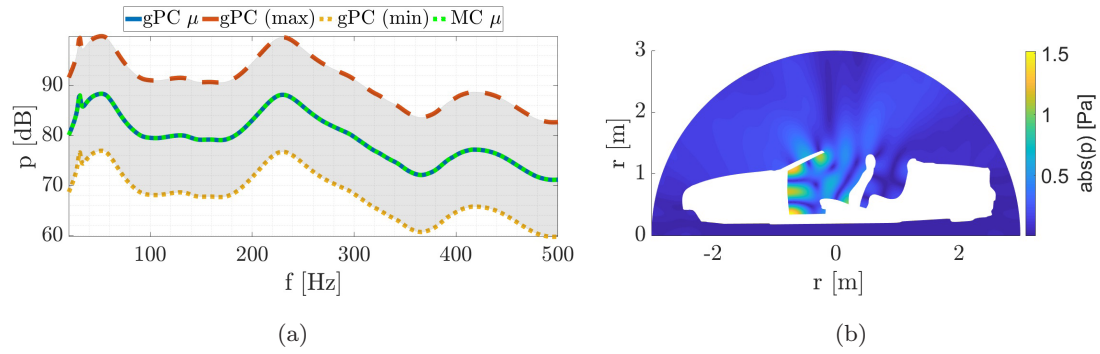 gPC μ gPC (max) gPC (min) MC μ
90
80
70
60
p [dB]
100 200 300 400 500
f [Hz]
(a)
3
2
1
0
r [m]
-2 0 2
r [m]
1.5
1
0.5
abs(p) [Pa]
(b)